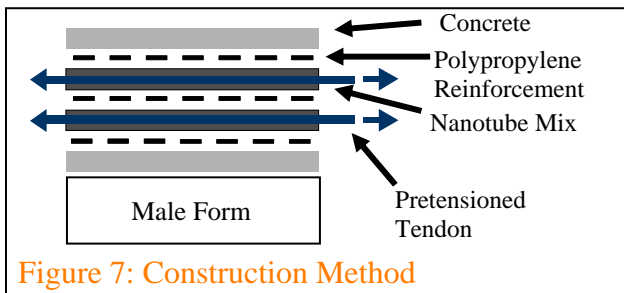 Concrete
Polypropylene
Reinforcement
Nanotube Mix
Pretensioned
Tendon
Male Form
Figure 7: Construction Method